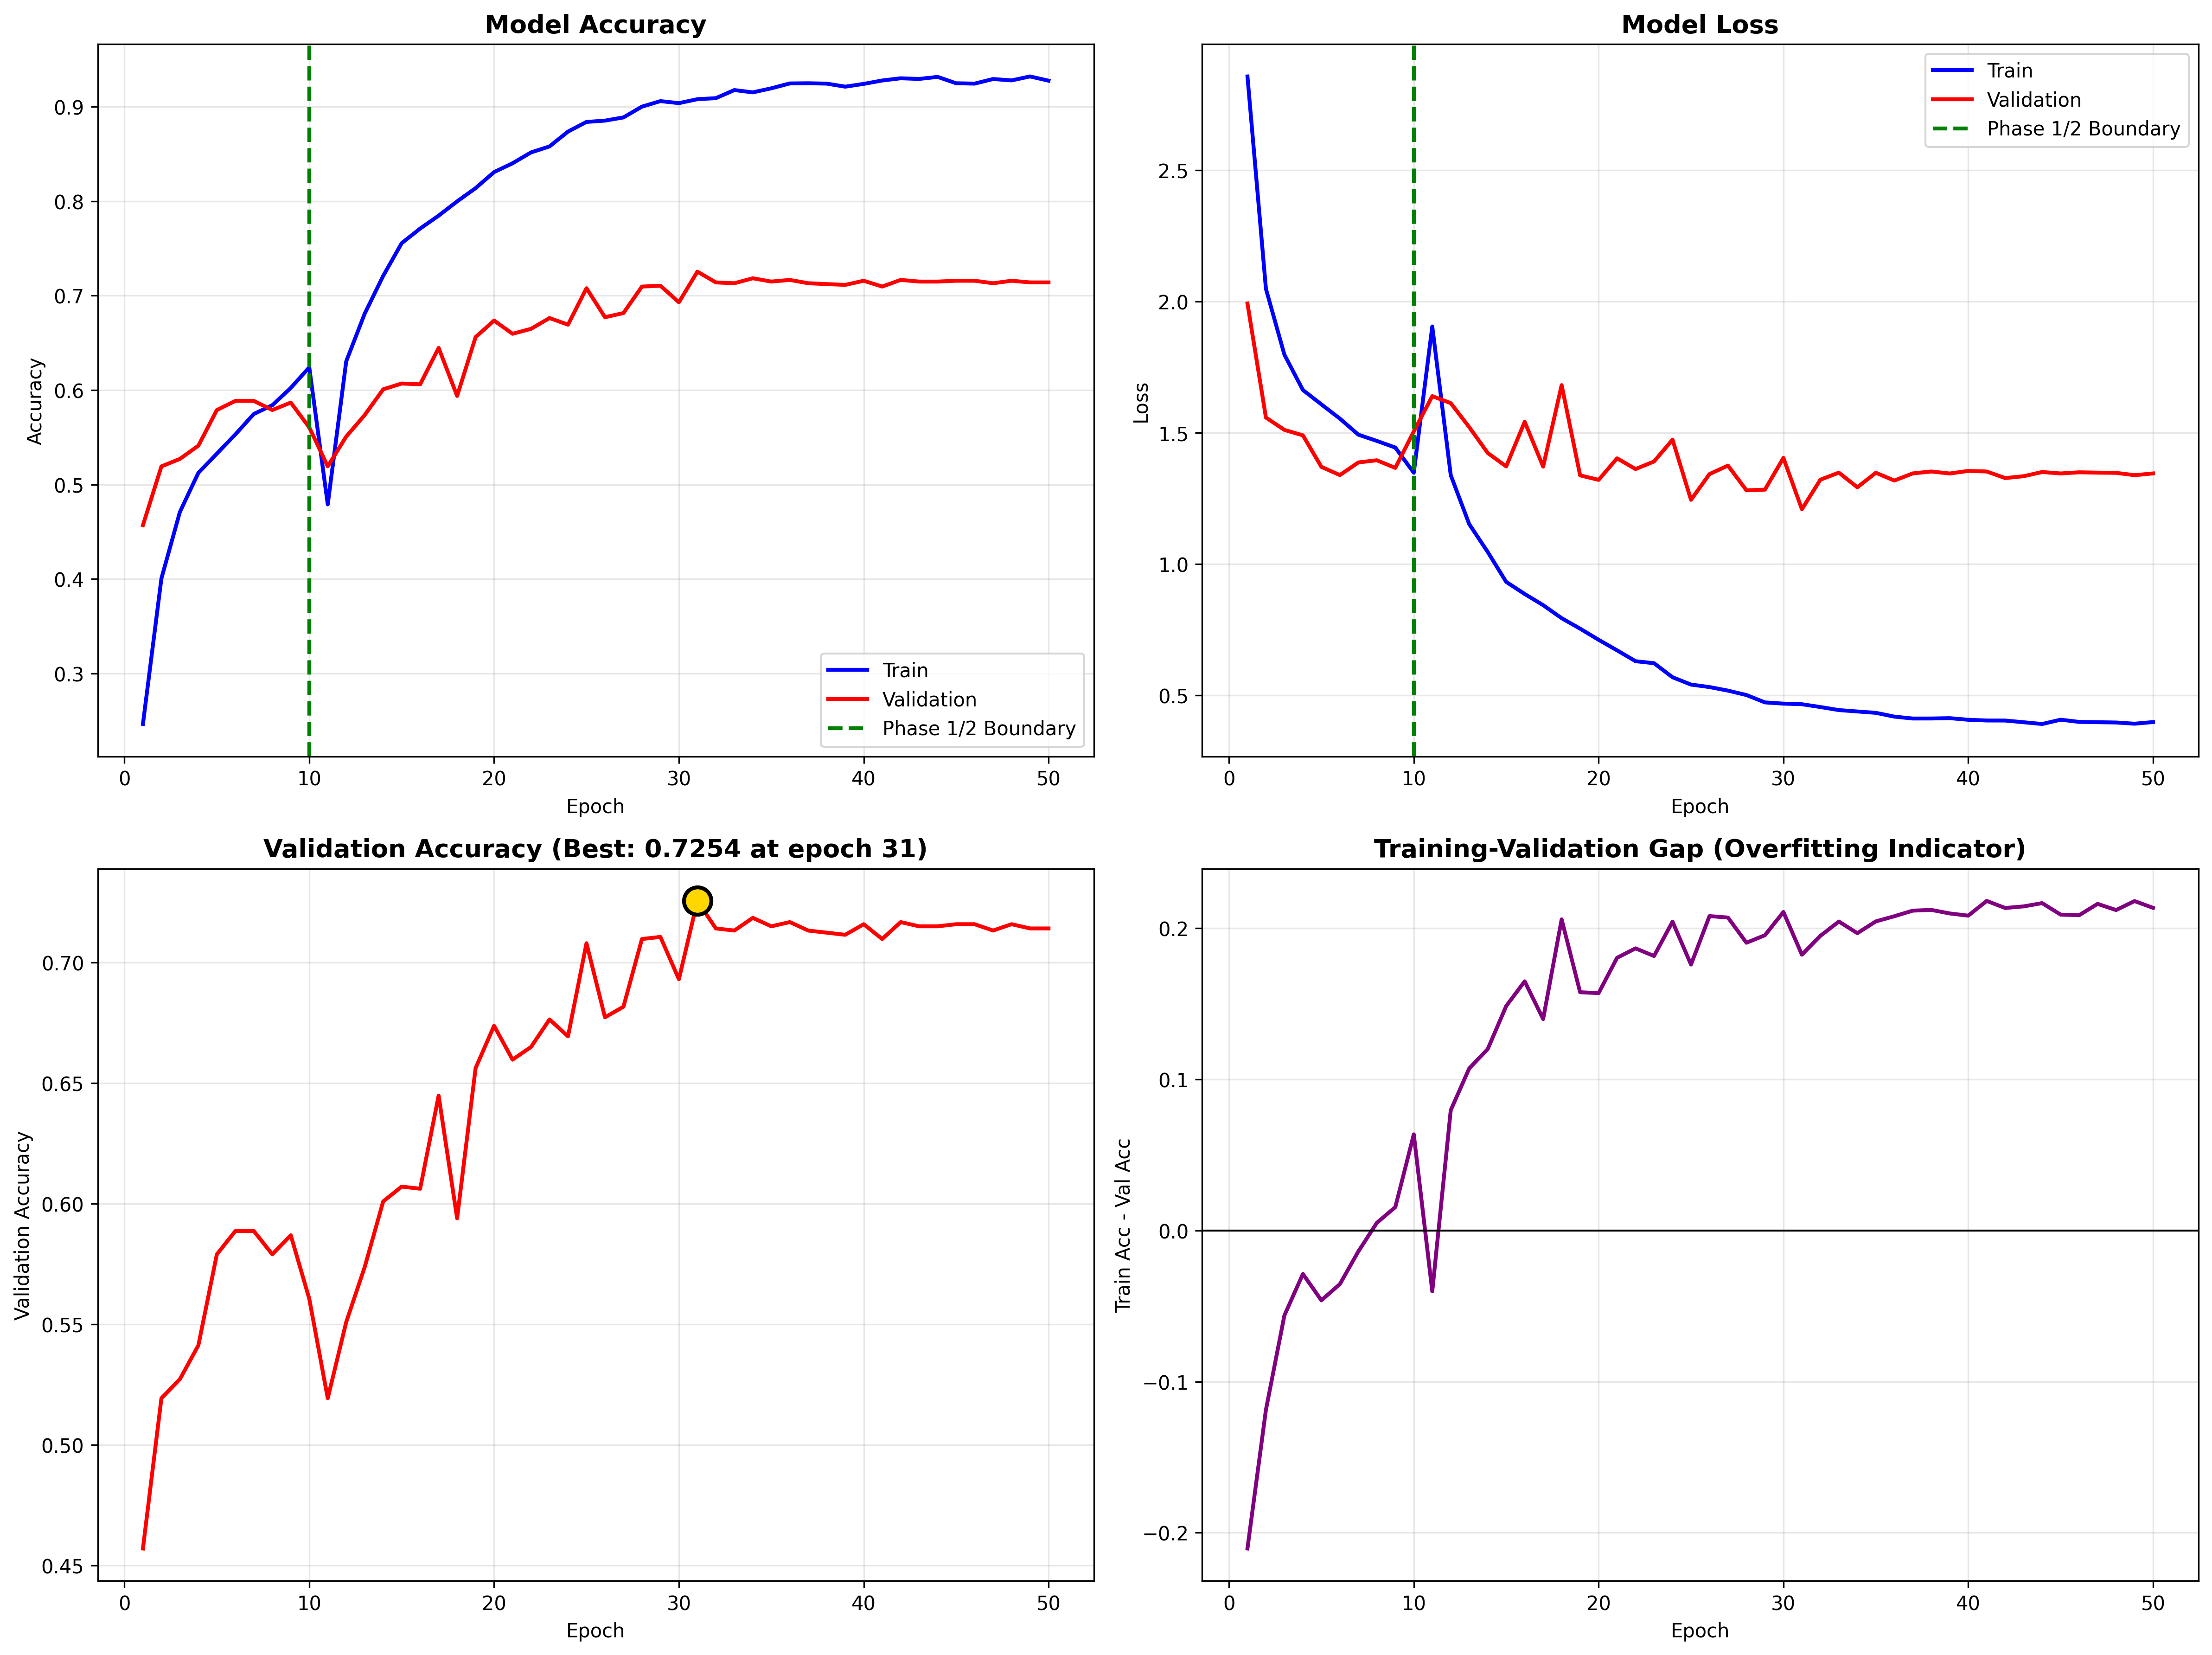 Model Accuracy
Accuracy
0.9
0.8
0.7
0.6
0.5
0.4
0.3
0 10 20 30 40 50
Epoch
Train
Validation
Phase 1/2 Boundary
Model Loss
Loss
2.5
2.0
1.5
1.0
0.5
0 10 20 30 40 50
Epoch
Train
Validation
Phase 1/2 Boundary
Validation Accuracy (Best: 0.7254 at epoch 31)
Validation Accuracy
0.70
0.65
0.60
0.55
0.50
0.45
0 10 20 30 40 50
Epoch
Training-Validation Gap (Overfitting Indicator)
Train Acc - Val Acc
0.2
0.1
0.0
−0.1
−0.2
0 10 20 30 40 50
Epoch